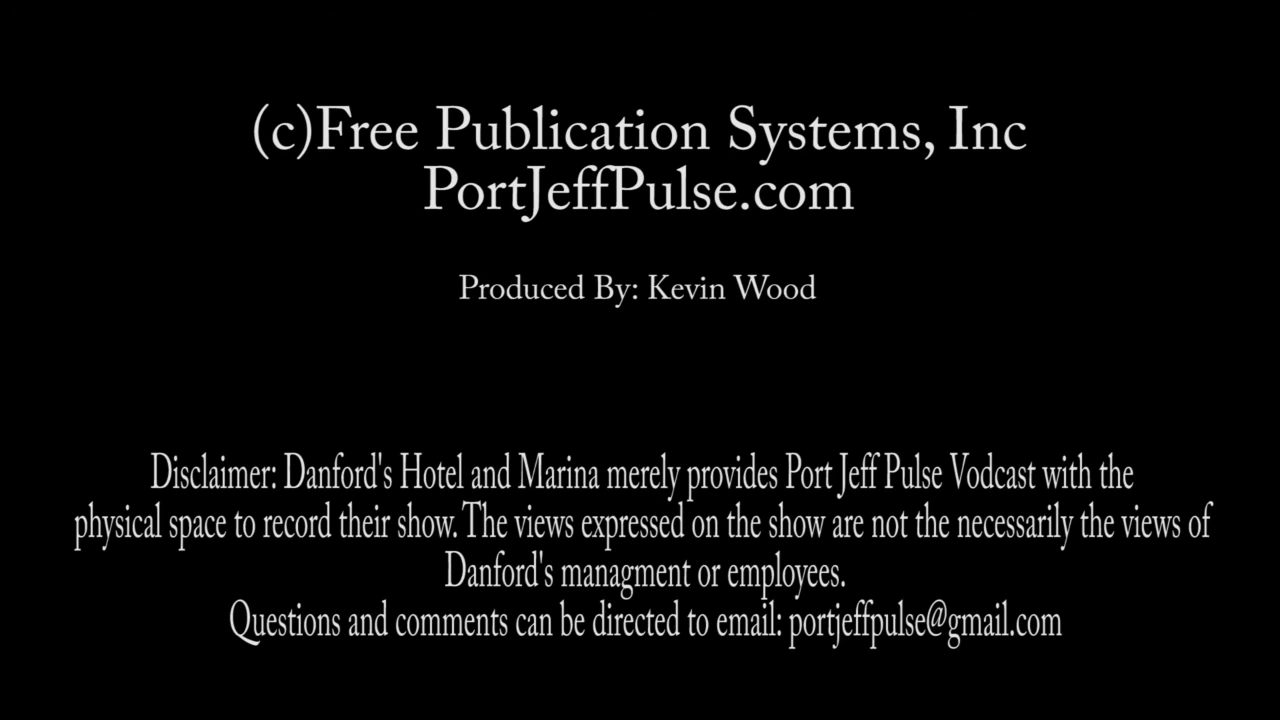 (c)Free Publication Systems, Inc
PortJeffPulse.com
Produced By: Kevin Wood
Disclaimer: Danford's Hotel and Marina merely provides Port Jeff Pulse Vodcast with the
physical space to record their show. The views expressed on the show are not the necessarily the views of
Danford's managment or employees.
Questions and comments can be directed to email: portjeffpulse@gmail.com